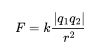 F = k\frac{|q_1 q_2|}{r^2}